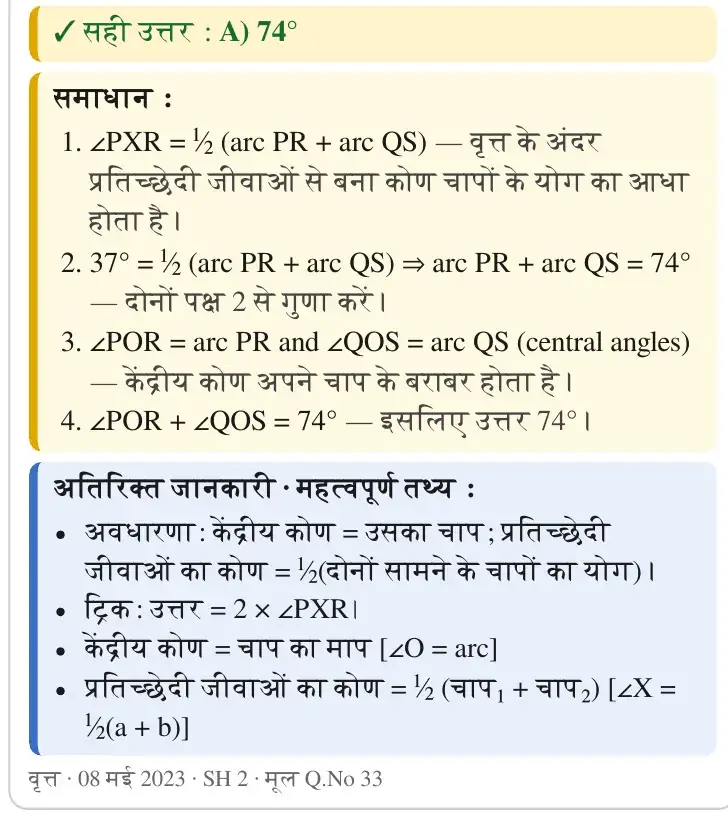 ✓ सही उत्तर : A) 74°
समाधान :
1. ∠PXR = ½ (arc PR + arc QS) — वृत्त के अंदर
प्रतिच्छेदी जीवाओं से बना कोण चापों के योग का आधा
होता है।
2. 37° = ½ (arc PR + arc QS) ⇒ arc PR + arc QS = 74°
— दोनों पक्ष 2 से गुणा करें।
3. ∠POR = arc PR and ∠QOS = arc QS (central angles)
— केंद्रीय कोण अपने चाप के बराबर होता है।
4. ∠POR + ∠QOS = 74° — इसलिए उत्तर 74°।
अतिरिक्त जानकारी · महत्वपूर्ण तथ्य :
• अवधारणा : केंद्रीय कोण = उसका चाप ; प्रतिच्छेदी
जीवाओं का कोण = ½(दोनों सामने के चापों का योग)।
• ट्रिक : उत्तर = 2 × ∠PXR।
• केंद्रीय कोण = चाप का माप [∠O = arc]
• प्रतिच्छेदी जीवाओं का कोण = ½ (चाप₁ + चाप₂) [∠X =
½(a + b)]
वृत्त · 08 मई 2023 · SH 2 · मूल Q.No 33